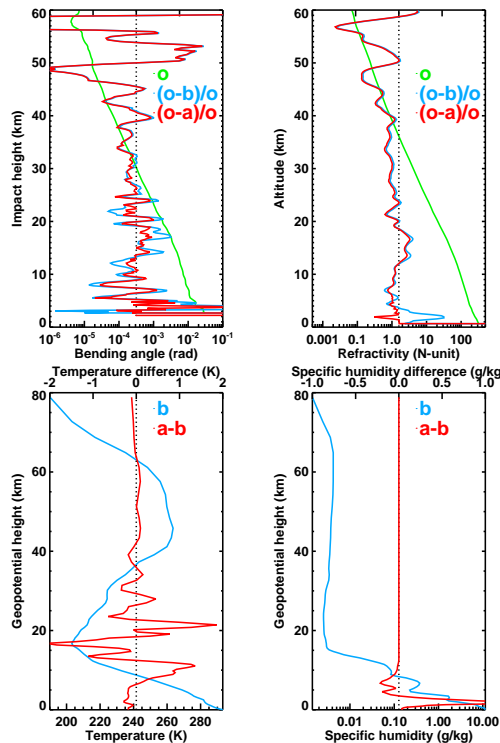 60
50
40
30
20
10
0
Impact height (km)
o
(o-b)/o
(o-a)/o
10⁻⁶ 10⁻⁵ 10⁻⁴ 10⁻³ 10⁻² 10⁻¹
Bending angle (rad)
60
50
40
30
20
10
0
Altitude (km)
o
(o-b)/o
(o-a)/o
0.001 0.1 1.0 10 100
Refractivity (N-unit)
Temperature difference (K)
-2 -1 0 1 2
80
60
40
20
0
Geopotential height (km)
b
a-b
200 220 240 260 280
Temperature (K)
Specific humidity difference (g/kg)
-1.0 -0.5 0.0 0.5 1.0
80
60
40
20
0
Geopotential height (km)
b
a-b
0.01 0.10 1.00 10.00
Specific humidity (g/kg)